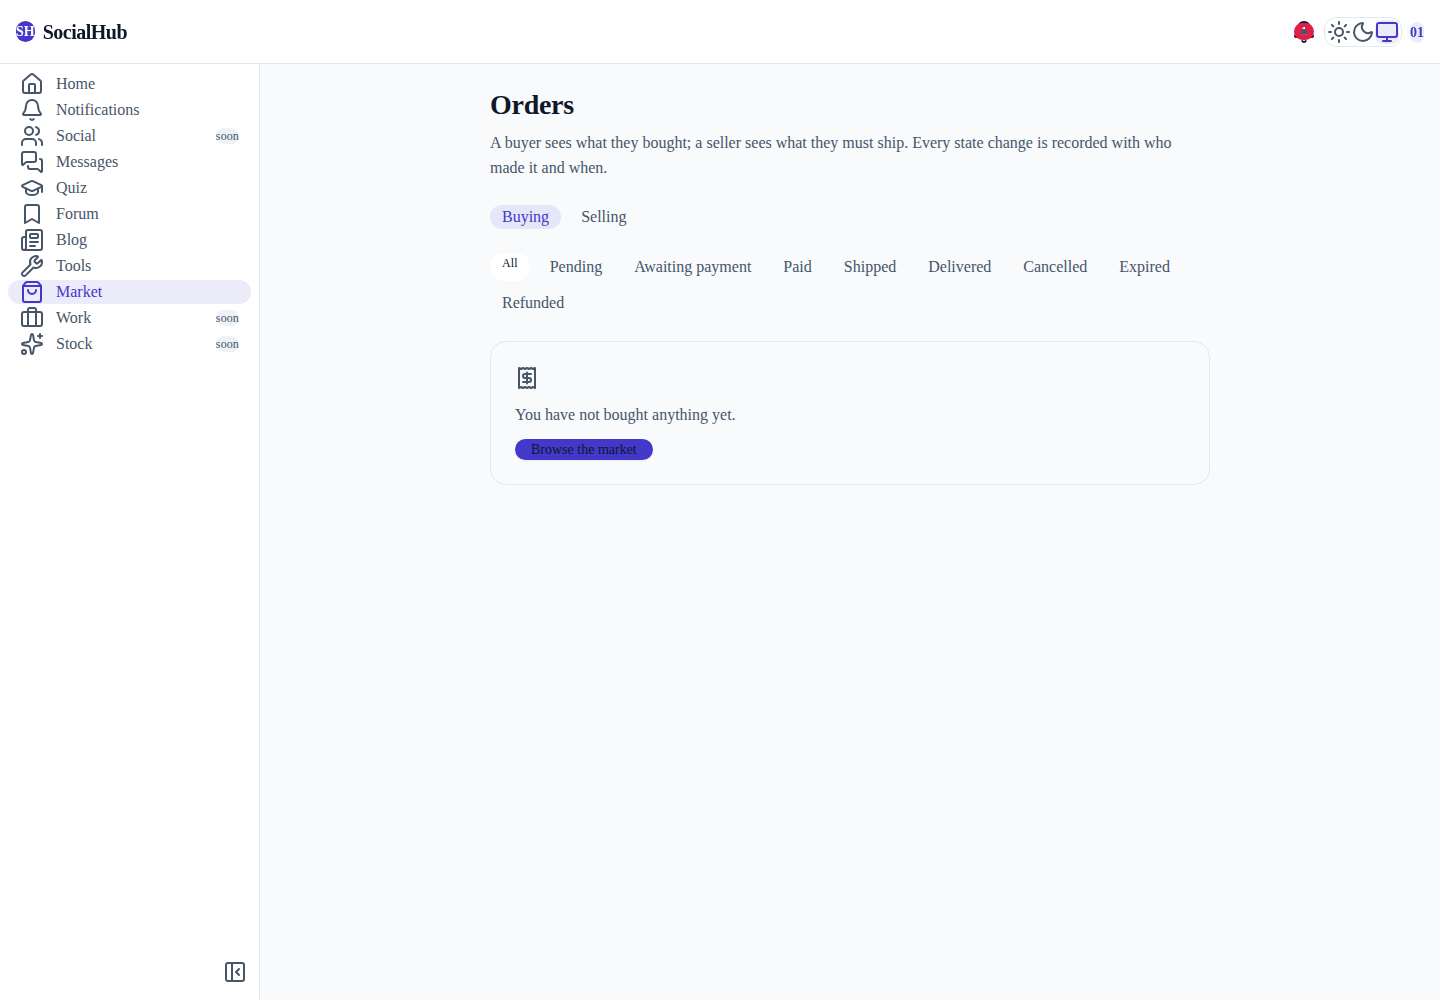 SH SocialHub
01
Home
Notifications
Social soon
Messages
Quiz
Forum
Blog
Tools
Market
Work soon
Stock soon
Orders
A buyer sees what they bought; a seller sees what they must ship. Every state change is recorded with who
made it and when.
Buying Selling
All Pending Awaiting payment Paid Shipped Delivered Cancelled Expired
Refunded
You have not bought anything yet.
Browse the market